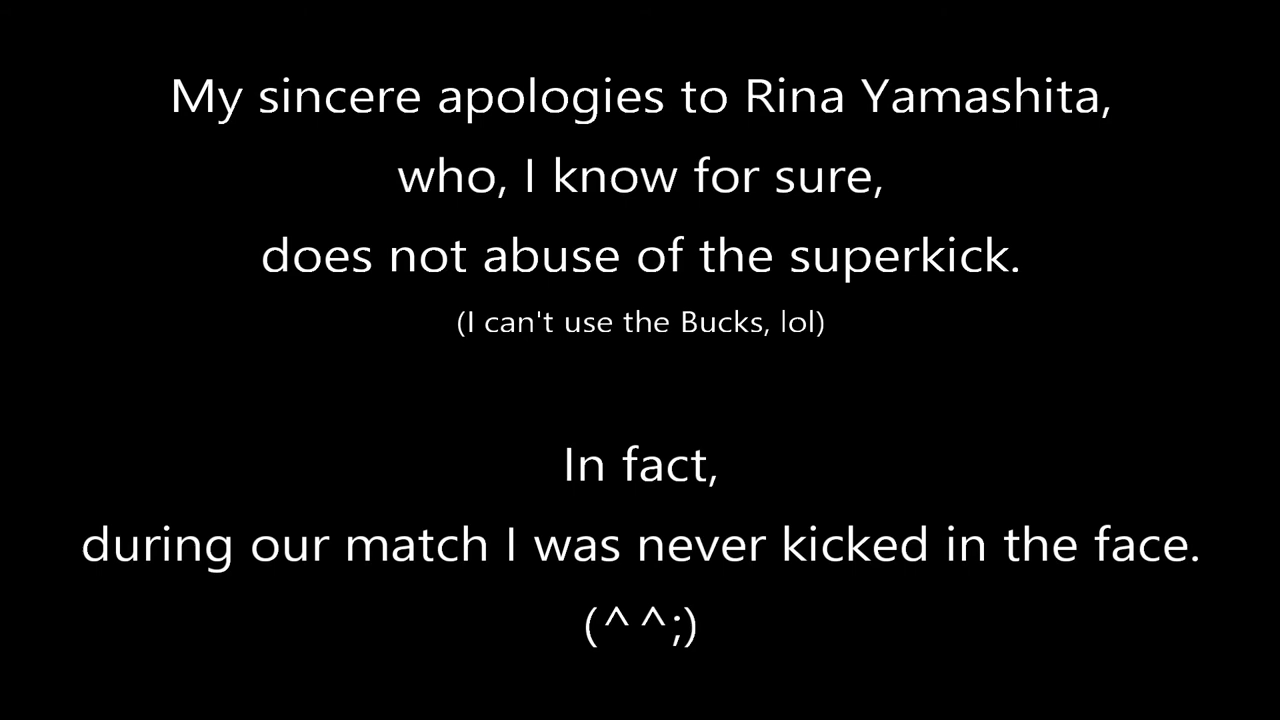 My sincere apologies to Rina Yamashita,
who, I know for sure,
does not abuse of the superkick.
(I can't use the Bucks, lol)
In fact,
during our match I was never kicked in the face.
(^^;)